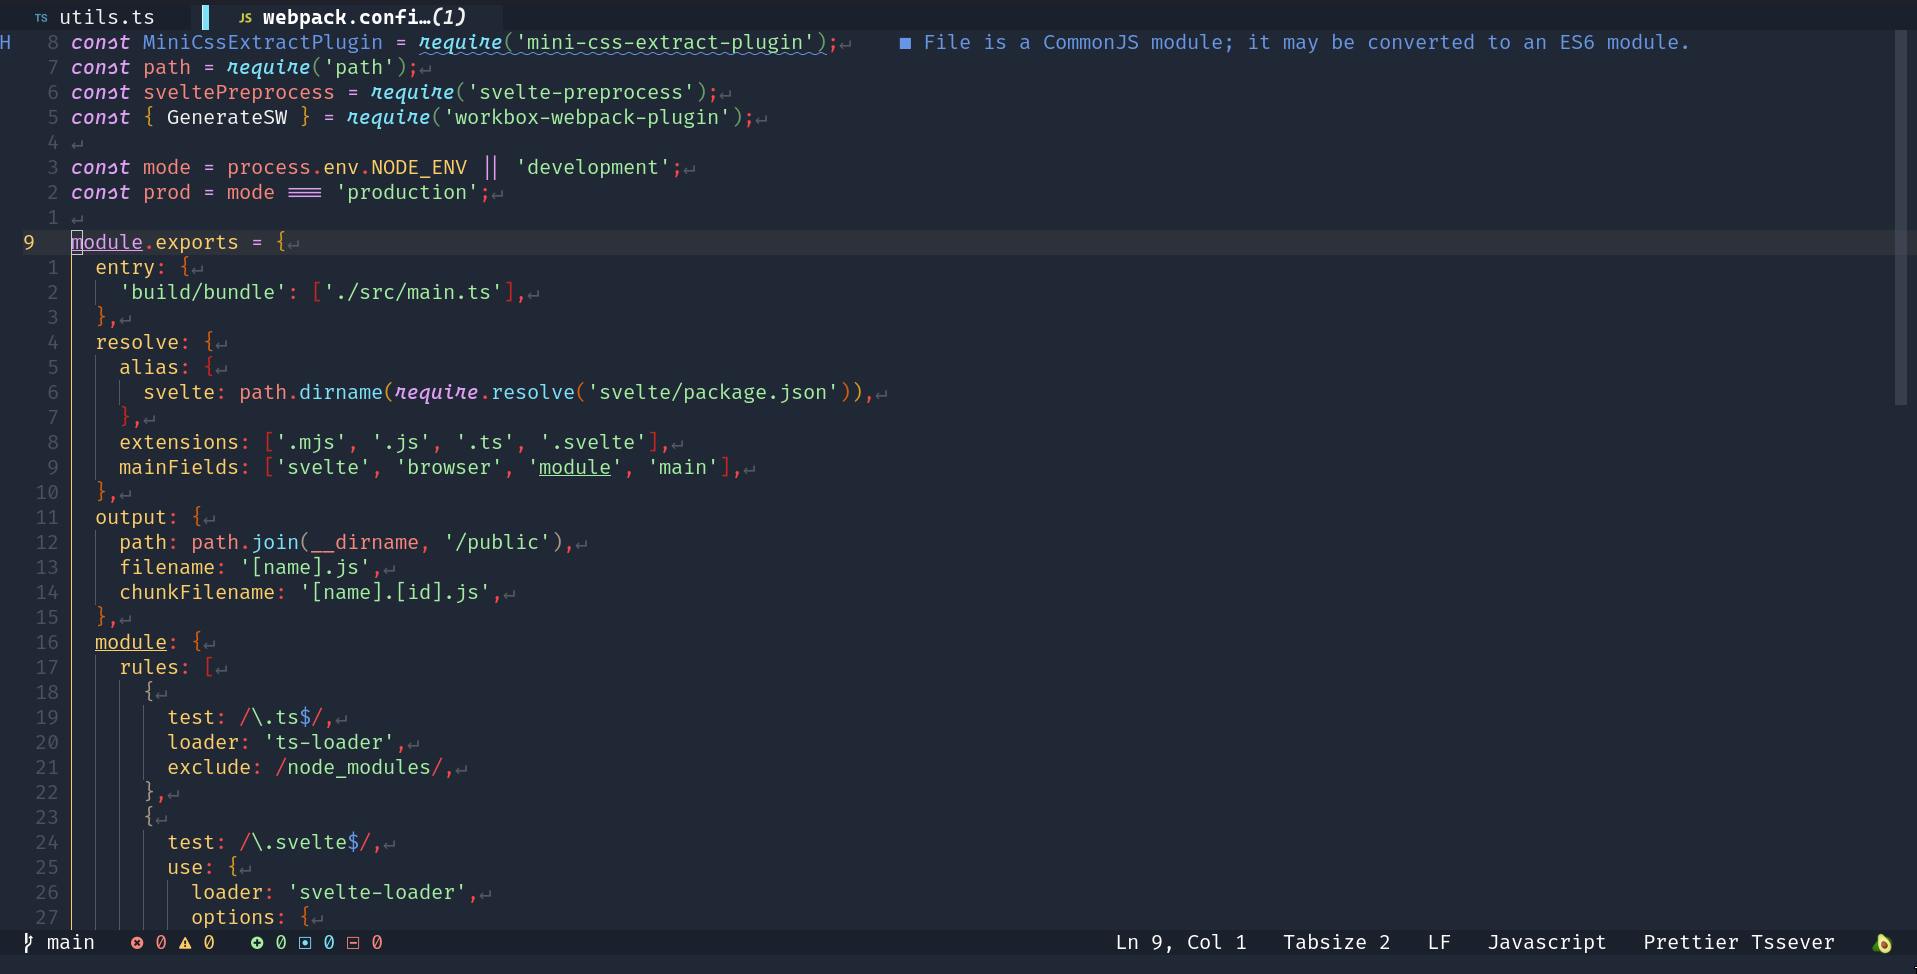 TS utils.ts JS webpack.confi…(1)
H 8 const MiniCssExtractPlugin = require('mini-css-extract-plugin');↵ ■ File is a CommonJS module; it may be converted to an ES6 module.
7 const path = require('path');↵
6 const sveltePreprocess = require('svelte-preprocess');↵
5 const { GenerateSW } = require('workbox-webpack-plugin');↵
4 ↵
3 const mode = process.env.NODE_ENV || 'development';↵
2 const prod = mode === 'production';↵
1 ↵
9 module.exports = {↵
1 entry: {↵
2 'build/bundle': ['./src/main.ts'],↵
3 },↵
4 resolve: {↵
5 alias: {↵
6 svelte: path.dirname(require.resolve('svelte/package.json')),↵
7 },↵
8 extensions: ['.mjs', '.js', '.ts', '.svelte'],↵
9 mainFields: ['svelte', 'browser', 'module', 'main'],↵
10 },↵
11 output: {↵
12 path: path.join(__dirname, '/public'),↵
13 filename: '[name].js',↵
14 chunkFilename: '[name].[id].js',↵
15 },↵
16 module: {↵
17 rules: [↵
18 {↵
19 test: /\.ts$/,↵
20 loader: 'ts-loader',↵
21 exclude: /node_modules/,↵
22 },↵
23 {↵
24 test: /\.svelte$/,↵
25 use: {↵
26 loader: 'svelte-loader',↵
27 options: {↵
main 0 0 0 0 0 Ln 9, Col 1 Tabsize 2 LF Javascript Prettier Tssever